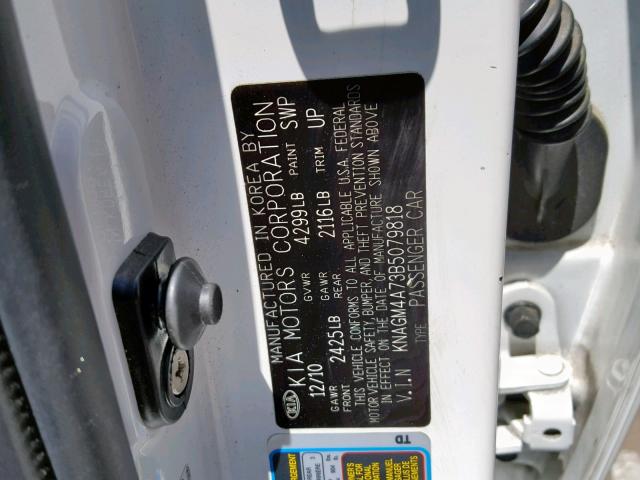 MANUFACTURED IN KOREA BY
KIA KIA MOTORS CORPORATION
12/10 GVWR 4299LB PAINT SWP
GAWR FRONT 2425LB GAWR REAR 2116LB TRIM UP
THIS VEHICLE CONFORMS TO ALL APPLICABLE U.S.A. FEDERAL
MOTOR VEHICLE SAFETY, BUMPER, AND THEFT PREVENTION STANDARDS
IN EFFECT ON THE DATE OF MANUFACTURE SHOWN ABOVE
V.I.N KNAGM4A73B5079818
TYPE PASSENGER CAR